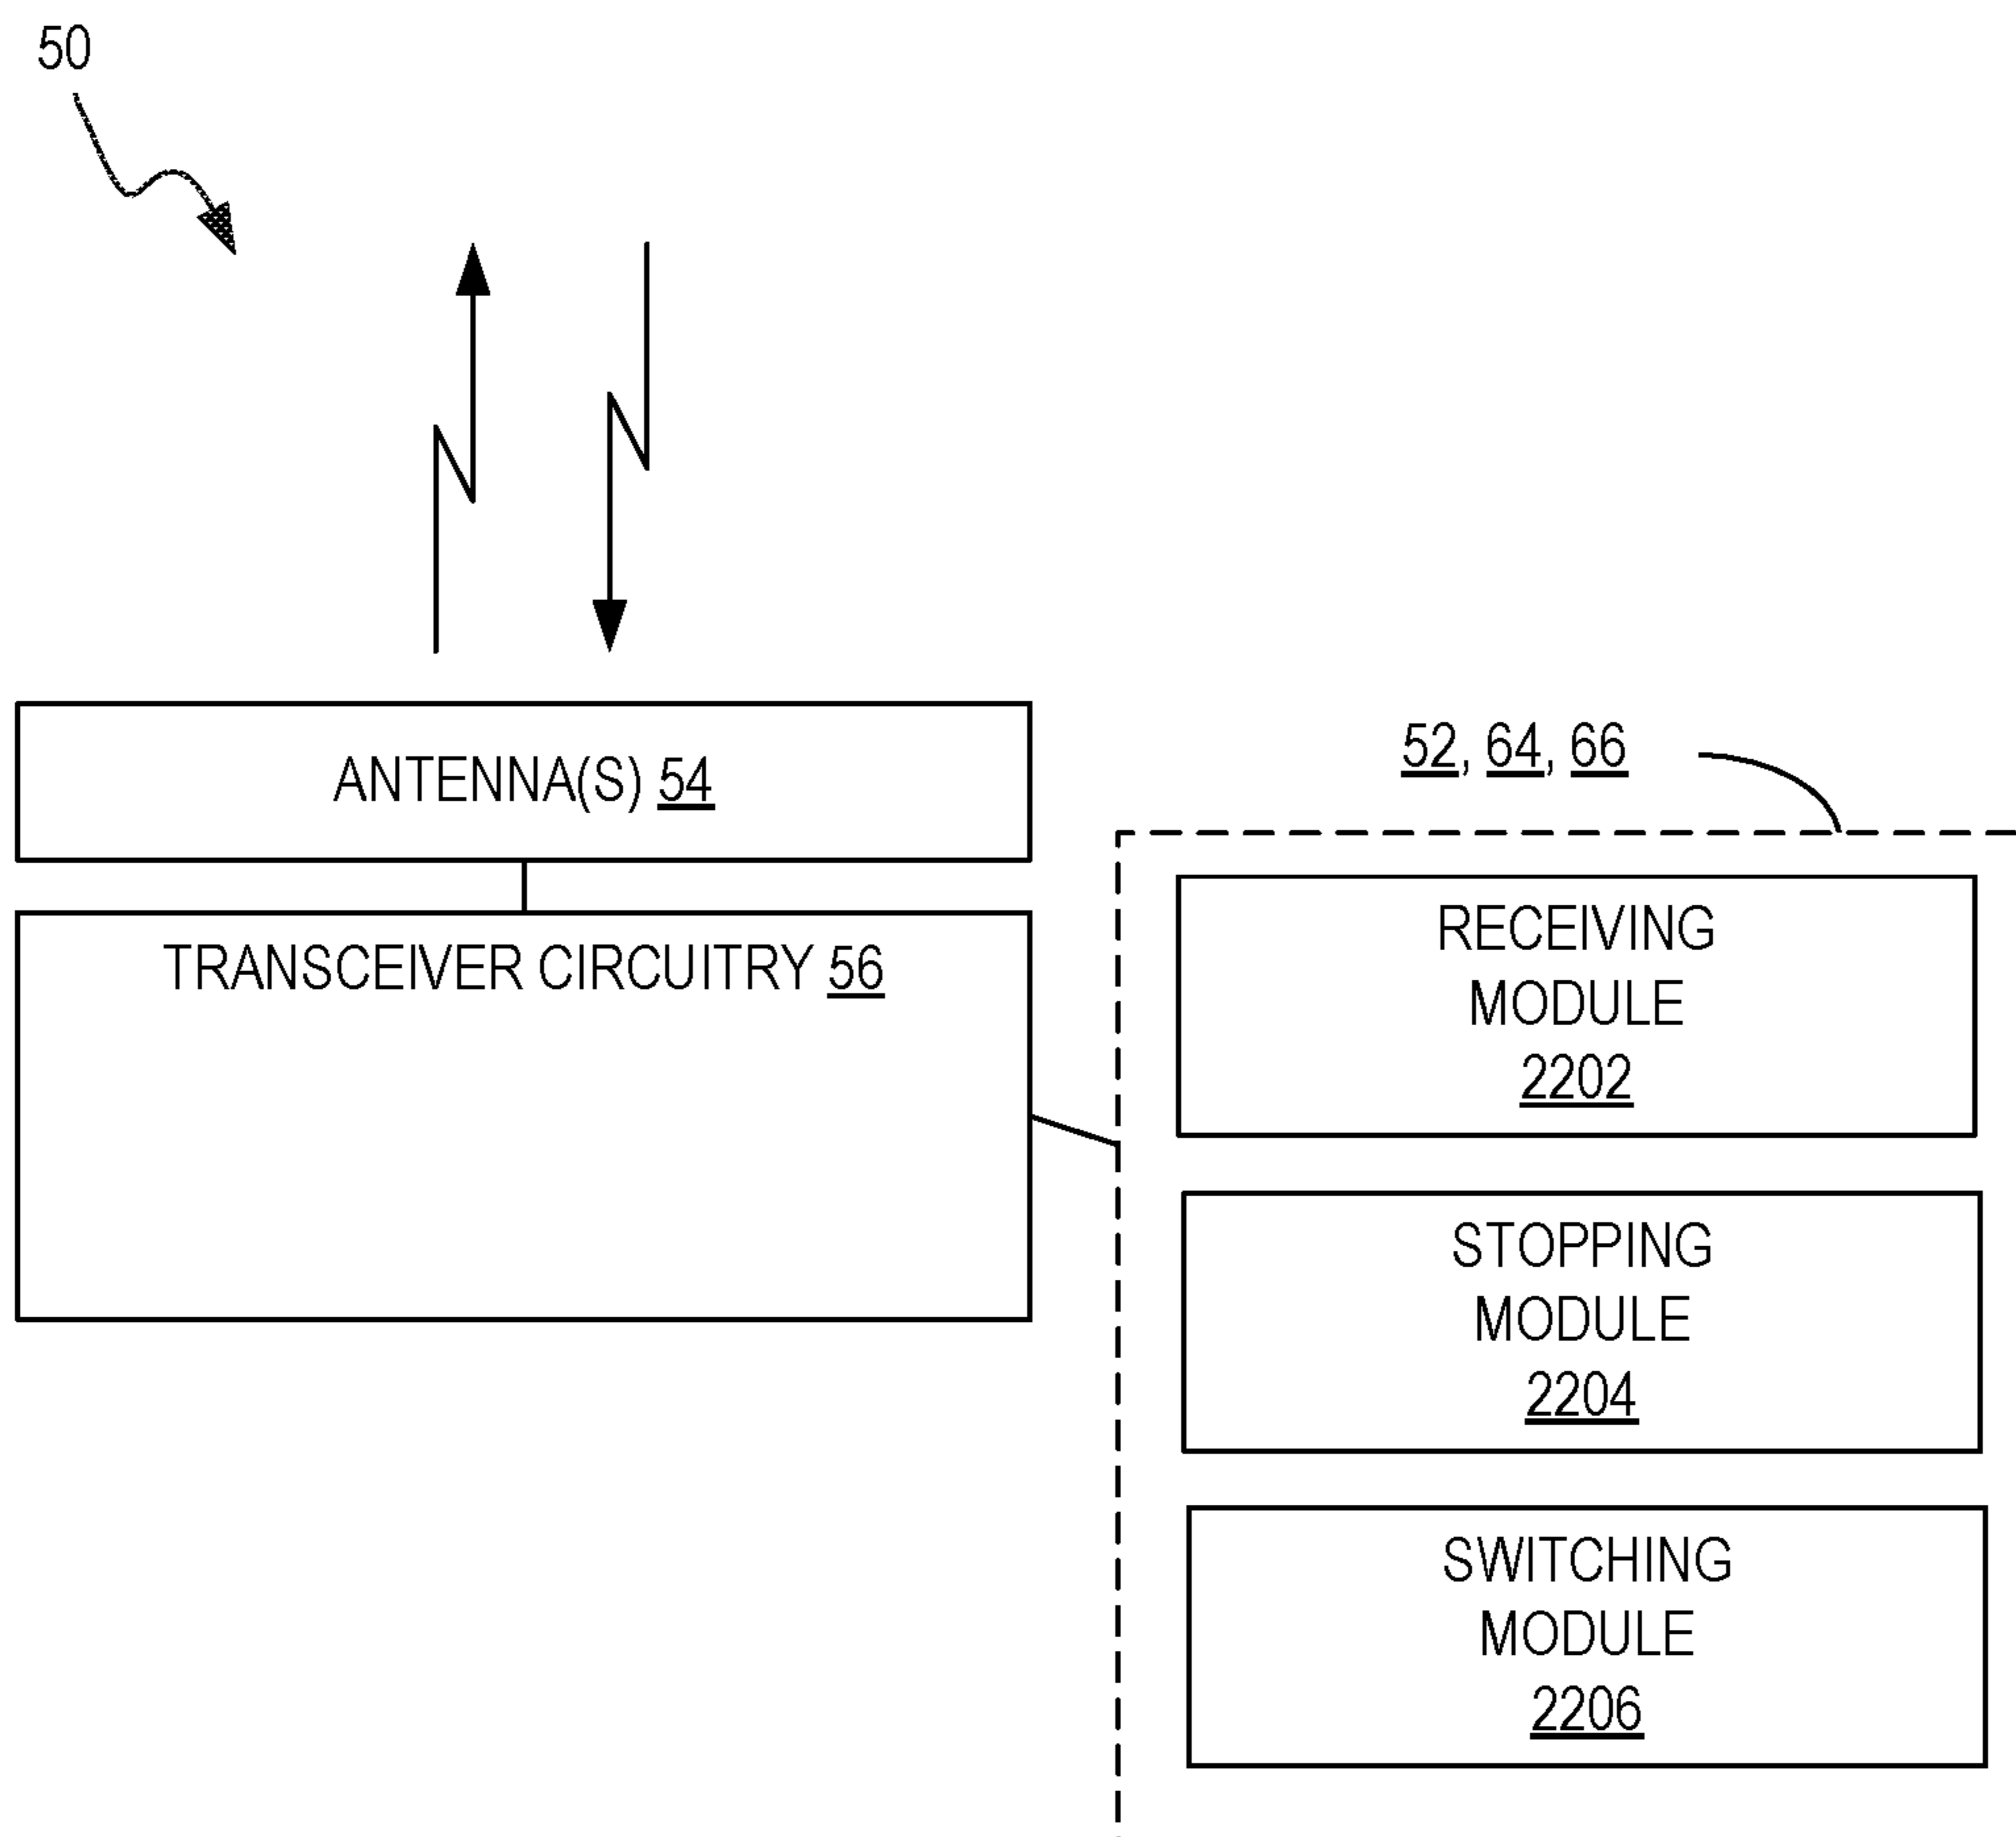 50
ANTENNA(S) 54
52, 64, 66
TRANSCEIVER CIRCUITRY 56
RECEIVING
MODULE
2202
STOPPING
MODULE
2204
SWITCHING
MODULE
2206